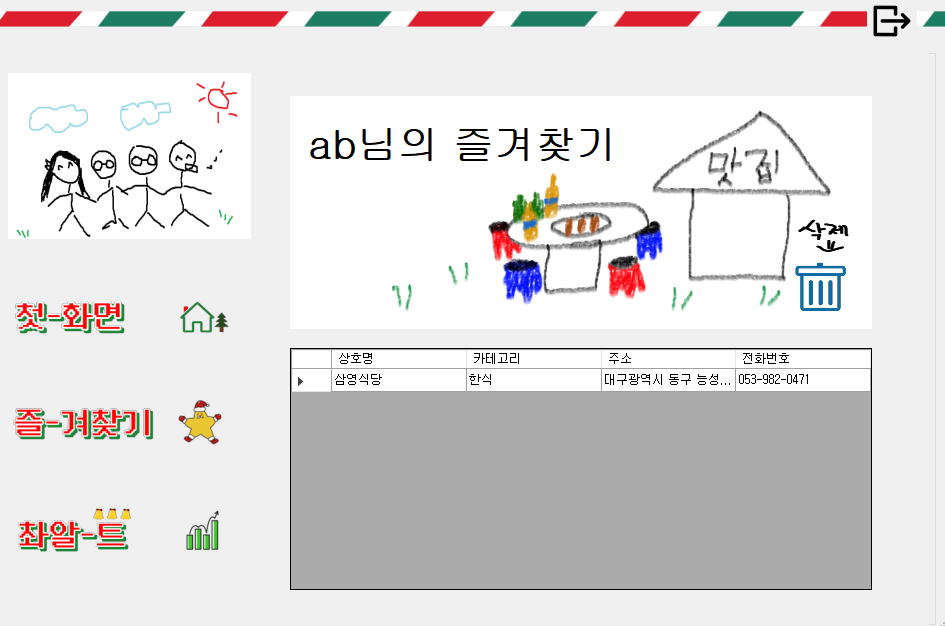 ab님의 즐겨찾기
맛집
삭제
첫-화면
즐-겨찾기
촤알-트
상호명 카테고리 주소 전화번호
삼영식당 한식 대구광역시 동구 능성... 053-982-0471